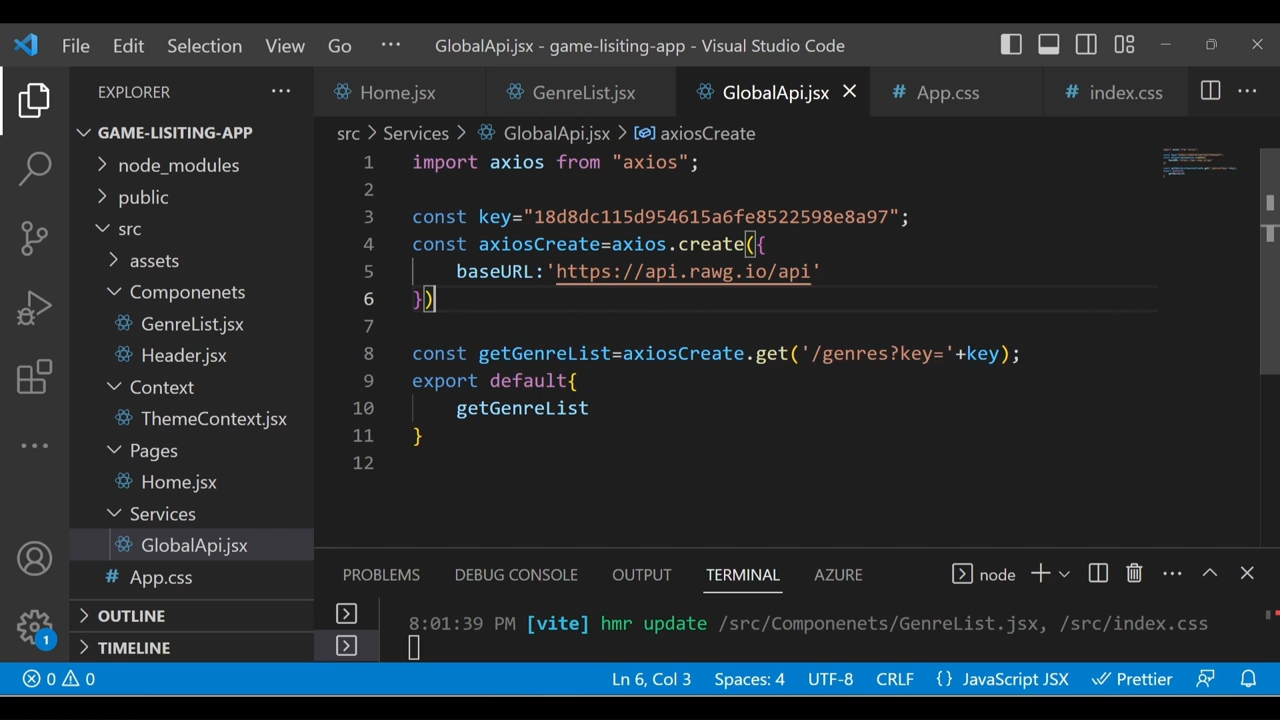 File Edit Selection View Go ··· GlobalApi.jsx - game-lisiting-app - Visual Studio Code
EXPLORER ···
Home.jsx GenreList.jsx GlobalApi.jsx App.css index.css ···
GAME-LISITING-APP
node_modules
public
src
assets
Componenets
GenreList.jsx
Header.jsx
Context
ThemeContext.jsx
Pages
Home.jsx
Services
GlobalApi.jsx
App.css
OUTLINE
TIMELINE
src > Services > GlobalApi.jsx > axiosCreate
1 import axios from "axios";
2
3 const key="18d8dc115d954615a6fe8522598e8a97";
4 const axiosCreate=axios.create({
5 baseURL:'https://api.rawg.io/api'
6 })
7
8 const getGenreList=axiosCreate.get('/genres?key='+key);
9 export default{
10 getGenreList
11 }
12
PROBLEMS DEBUG CONSOLE OUTPUT TERMINAL AZURE node ···
8:01:39 PM [vite] hmr update /src/Componenets/GenreList.jsx, /src/index.css
1
0 0 Ln 6, Col 3 Spaces: 4 UTF-8 CRLF {} JavaScript JSX Prettier